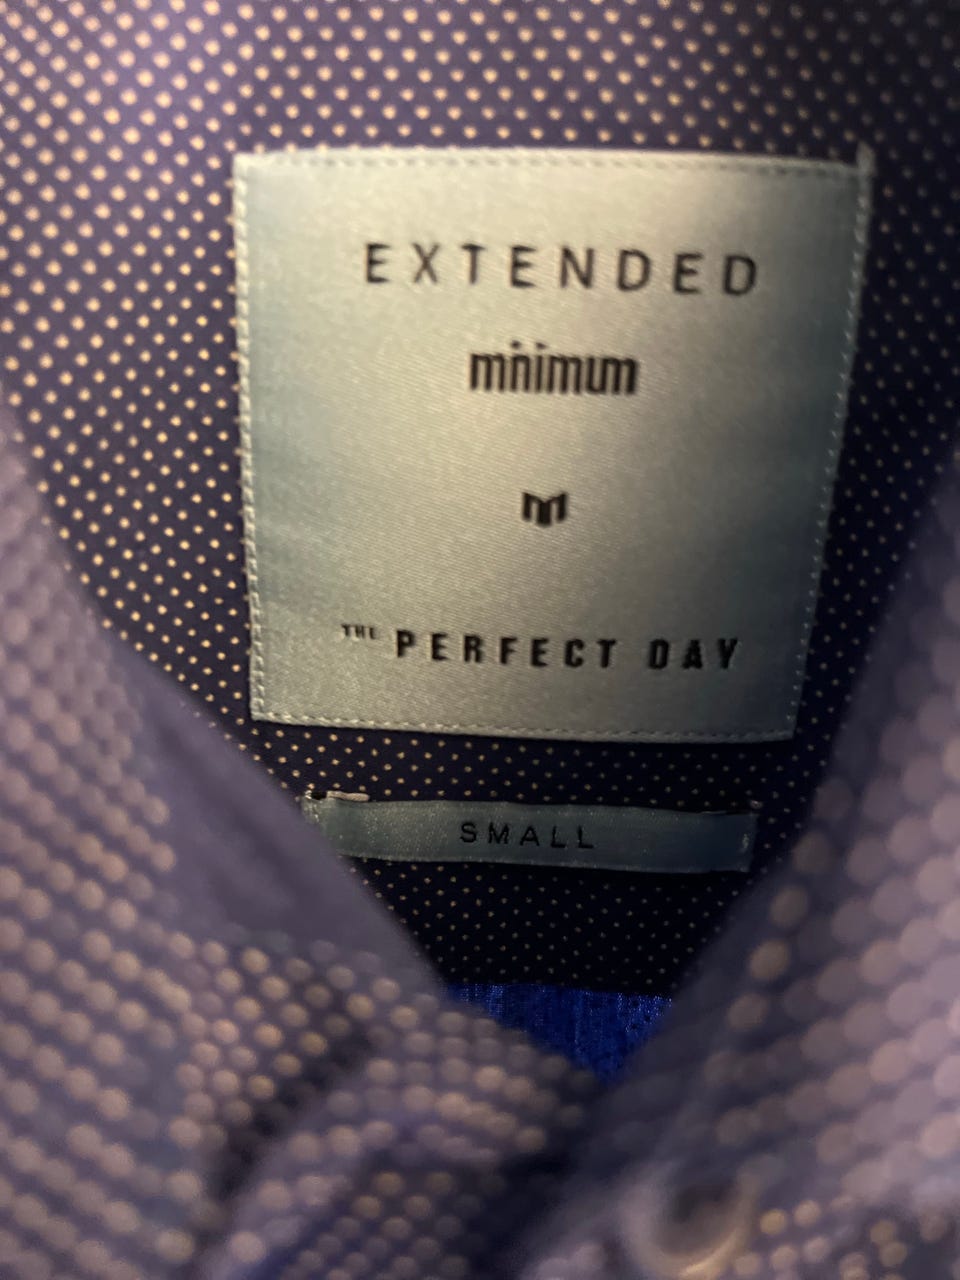 EXTENDED
minimum
m
THE PERFECT DAY
SMALL